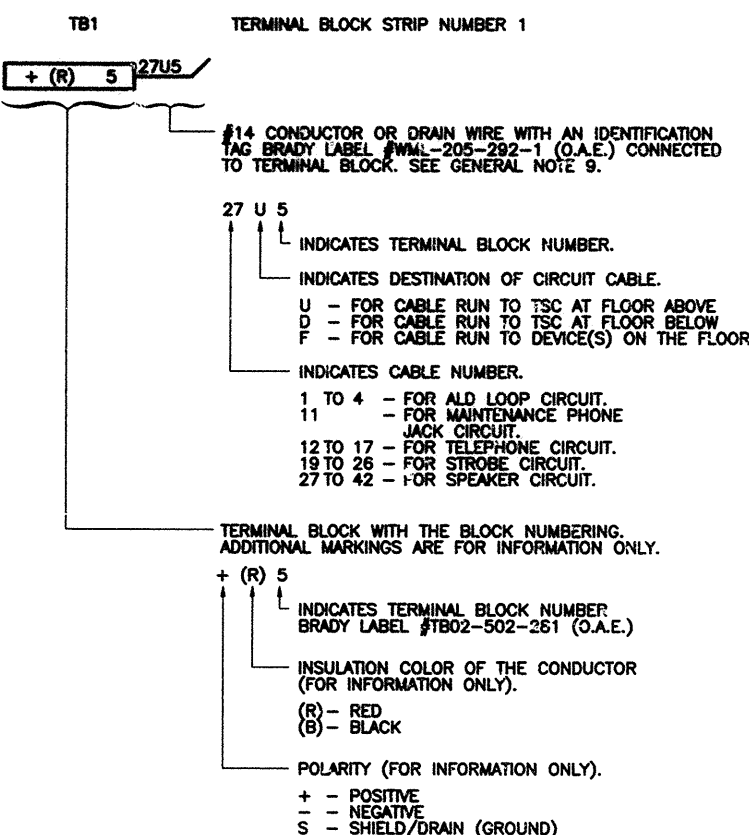 TB1 TERMINAL BLOCK STRIP NUMBER 1
+ (R) 5 27U5
#14 CONDUCTOR OR DRAIN WIRE WITH AN IDENTIFICATION
TAG BRADY LABEL #WML-205-292-1 (O.A.E.) CONNECTED
TO TERMINAL BLOCK. SEE GENERAL NOTE 9.
27 U 5
INDICATES TERMINAL BLOCK NUMBER.
INDICATES DESTINATION OF CIRCUIT CABLE.
U - FOR CABLE RUN TO TSC AT FLOOR ABOVE
D - FOR CABLE RUN TO TSC AT FLOOR BELOW
F - FOR CABLE RUN TO DEVICE(S) ON THE FLOOR
INDICATES CABLE NUMBER.
1 TO 4 - FOR ALD LOOP CIRCUIT.
11 - FOR MAINTENANCE PHONE
JACK CIRCUIT.
12 TO 17 - FOR TELEPHONE CIRCUIT.
19 TO 26 - FOR STROBE CIRCUIT.
27 TO 42 - FOR SPEAKER CIRCUIT.
TERMINAL BLOCK WITH THE BLOCK NUMBERING.
ADDITIONAL MARKINGS ARE FOR INFORMATION ONLY.
+ (R) 5
INDICATES TERMINAL BLOCK NUMBER
BRADY LABEL #TB02-502-261 (O.A.E.)
INSULATION COLOR OF THE CONDUCTOR
(FOR INFORMATION ONLY).
(R) - RED
(B) - BLACK
POLARITY (FOR INFORMATION ONLY).
+ - POSITIVE
- - NEGATIVE
S - SHIELD/DRAIN (GROUND)